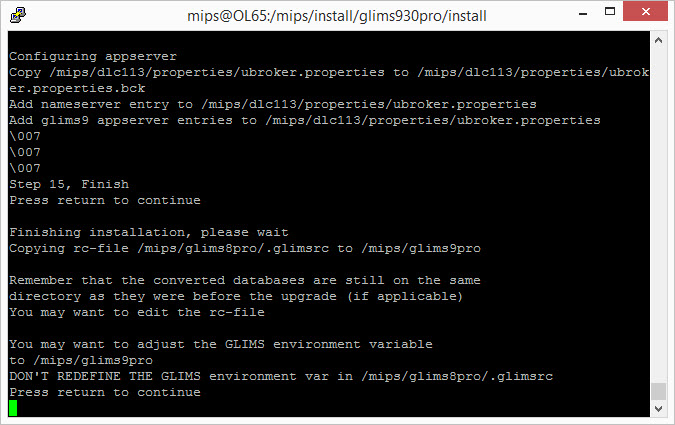 mips@OL65:/mips/install/glims930pro/install
Configuring appserver
Copy /mips/dlc113/properties/ubroker.properties to /mips/dlc113/properties/ubrok
er.properties.bck
Add nameserver entry to /mips/dlc113/properties/ubroker.properties
Add glims9 appserver entries to /mips/dlc113/properties/ubroker.properties
\007
\007
\007
Step 15, Finish
Press return to continue
Finishing installation, please wait
Copying rc-file /mips/glims8pro/.glimsrc to /mips/glims9pro
Remember that the converted databases are still on the same
directory as they were before the upgrade (if applicable)
You may want to edit the rc-file
You may want to adjust the GLIMS environment variable
to /mips/glims9pro
DON'T REDEFINE THE GLIMS environment var in /mips/glims8pro/.glimsrc
Press return to continue